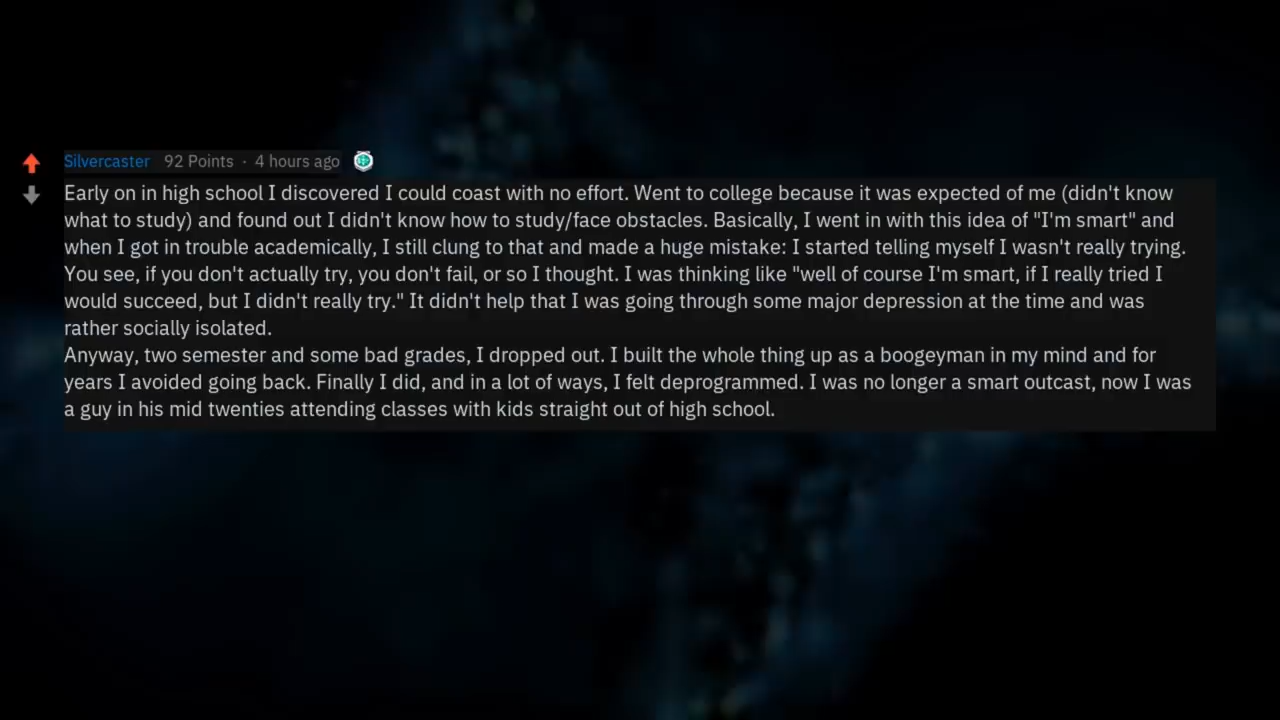 Silvercaster 92 Points · 4 hours ago
Early on in high school I discovered I could coast with no effort. Went to college because it was expected of me (didn't know
what to study) and found out I didn't know how to study/face obstacles. Basically, I went in with this idea of "I'm smart" and
when I got in trouble academically, I still clung to that and made a huge mistake: I started telling myself I wasn't really trying.
You see, if you don't actually try, you don't fail, or so I thought. I was thinking like "well of course I'm smart, if I really tried I
would succeed, but I didn't really try." It didn't help that I was going through some major depression at the time and was
rather socially isolated.
Anyway, two semester and some bad grades, I dropped out. I built the whole thing up as a boogeyman in my mind and for
years I avoided going back. Finally I did, and in a lot of ways, I felt deprogrammed. I was no longer a smart outcast, now I was
a guy in his mid twenties attending classes with kids straight out of high school.